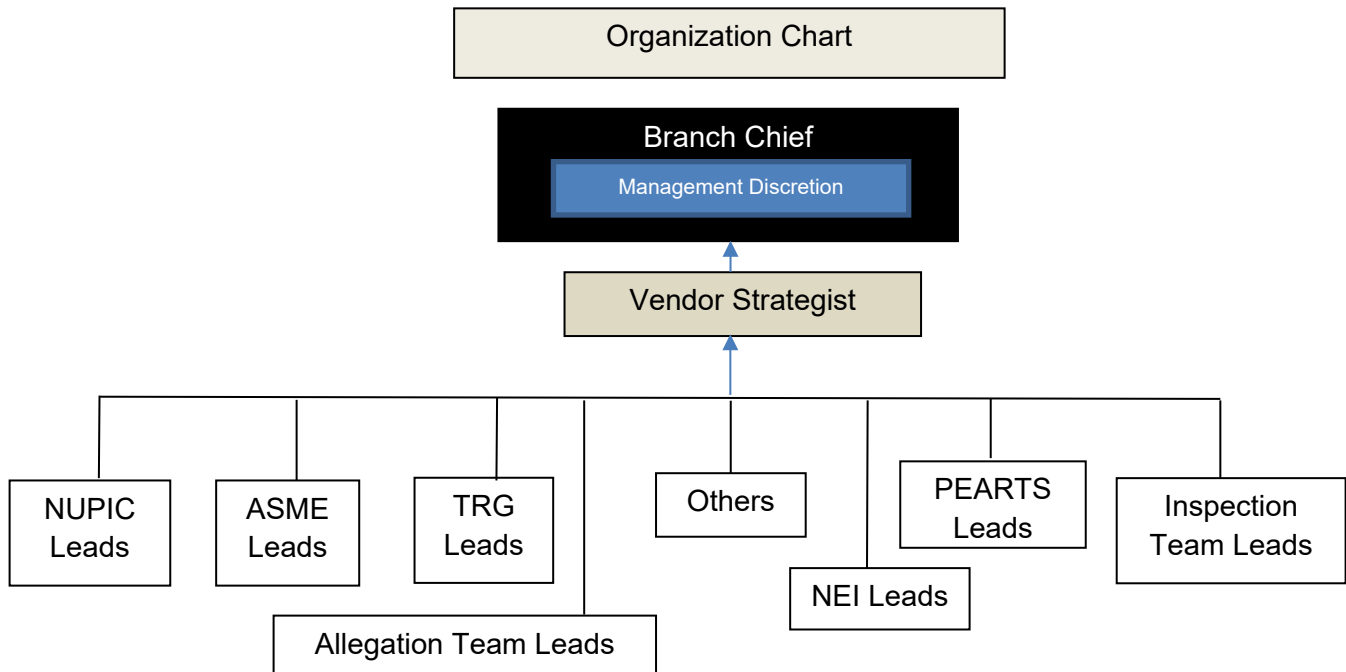 Organization Chart
Branch Chief
Management Discretion
Vendor Strategist
NUPIC
Leads
ASME
Leads
TRG
Leads
Others
PEARTS
Leads
Inspection
Team Leads
NEI Leads
Allegation Team Leads